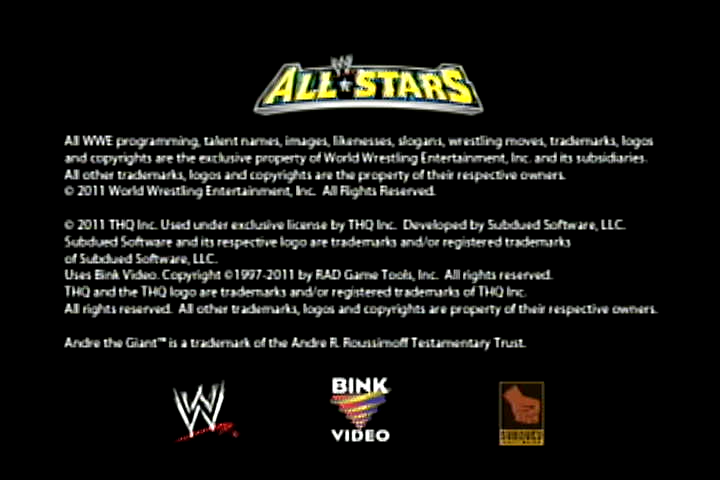 W
ALL STARS
All WWE programming, talent names, images, likenesses, slogans, wrestling moves, trademarks, logos
and copyrights are the exclusive property of World Wrestling Entertainment, Inc. and its subsidiaries.
All other trademarks, logos and copyrights are the property of their respective owners.
© 2011 World Wrestling Entertainment, Inc. All Rights Reserved.
© 2011 THQ Inc. Used under exclusive license by THQ Inc. Developed by Subdued Software, LLC.
Subdued Software and its respective logo are trademarks and/or registered trademarks
of Subdued Software, LLC.
Uses Bink Video. Copyright ©1997-2011 by RAD Game Tools, Inc. All rights reserved.
THQ and the THQ logo are trademarks and/or registered trademarks of THQ Inc.
All rights reserved. All other trademarks, logos and copyrights are property of their respective owners.
Andre the Giant™ is a trademark of the Andre R. Roussimoff Testamentary Trust.
W
BINK
VIDEO
SUBDUED